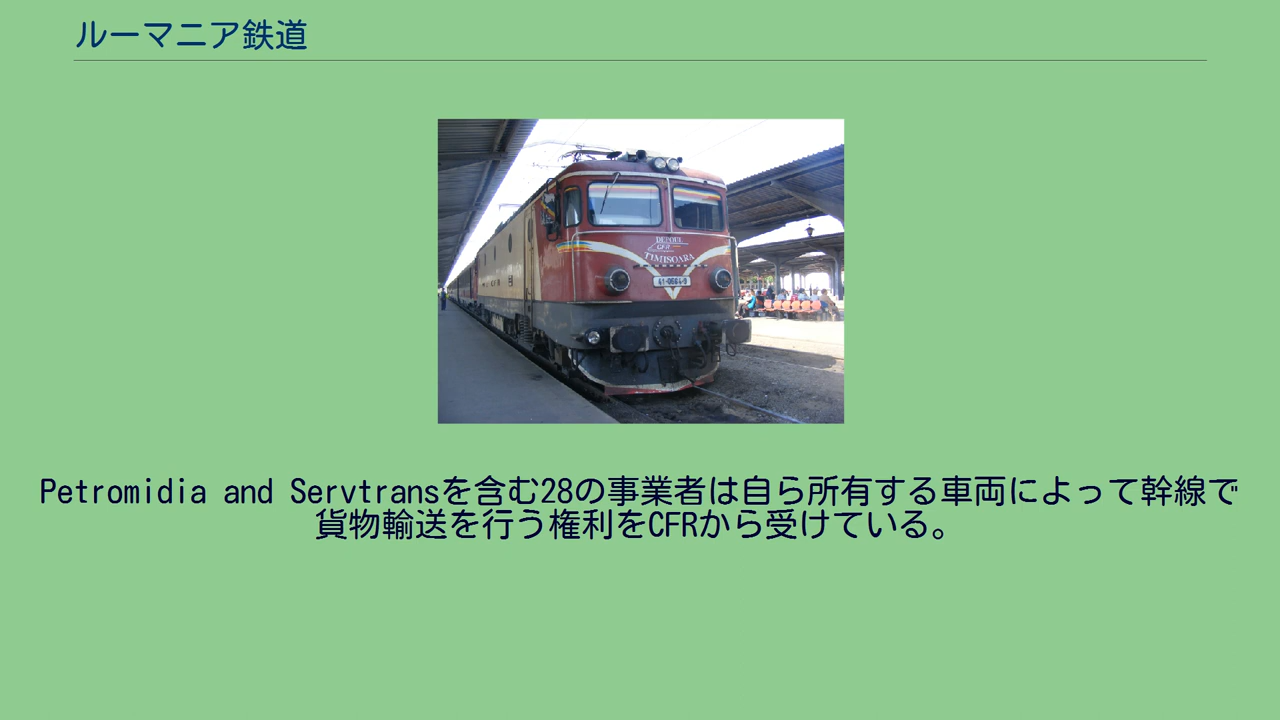 ルーマニア鉄道
DEPOUL
CFR
TIMISOARA
Petromidia and Servtransを含む28の事業者は自ら所有する車両によって幹線で
貨物輸送を行う権利をCFRから受けている。